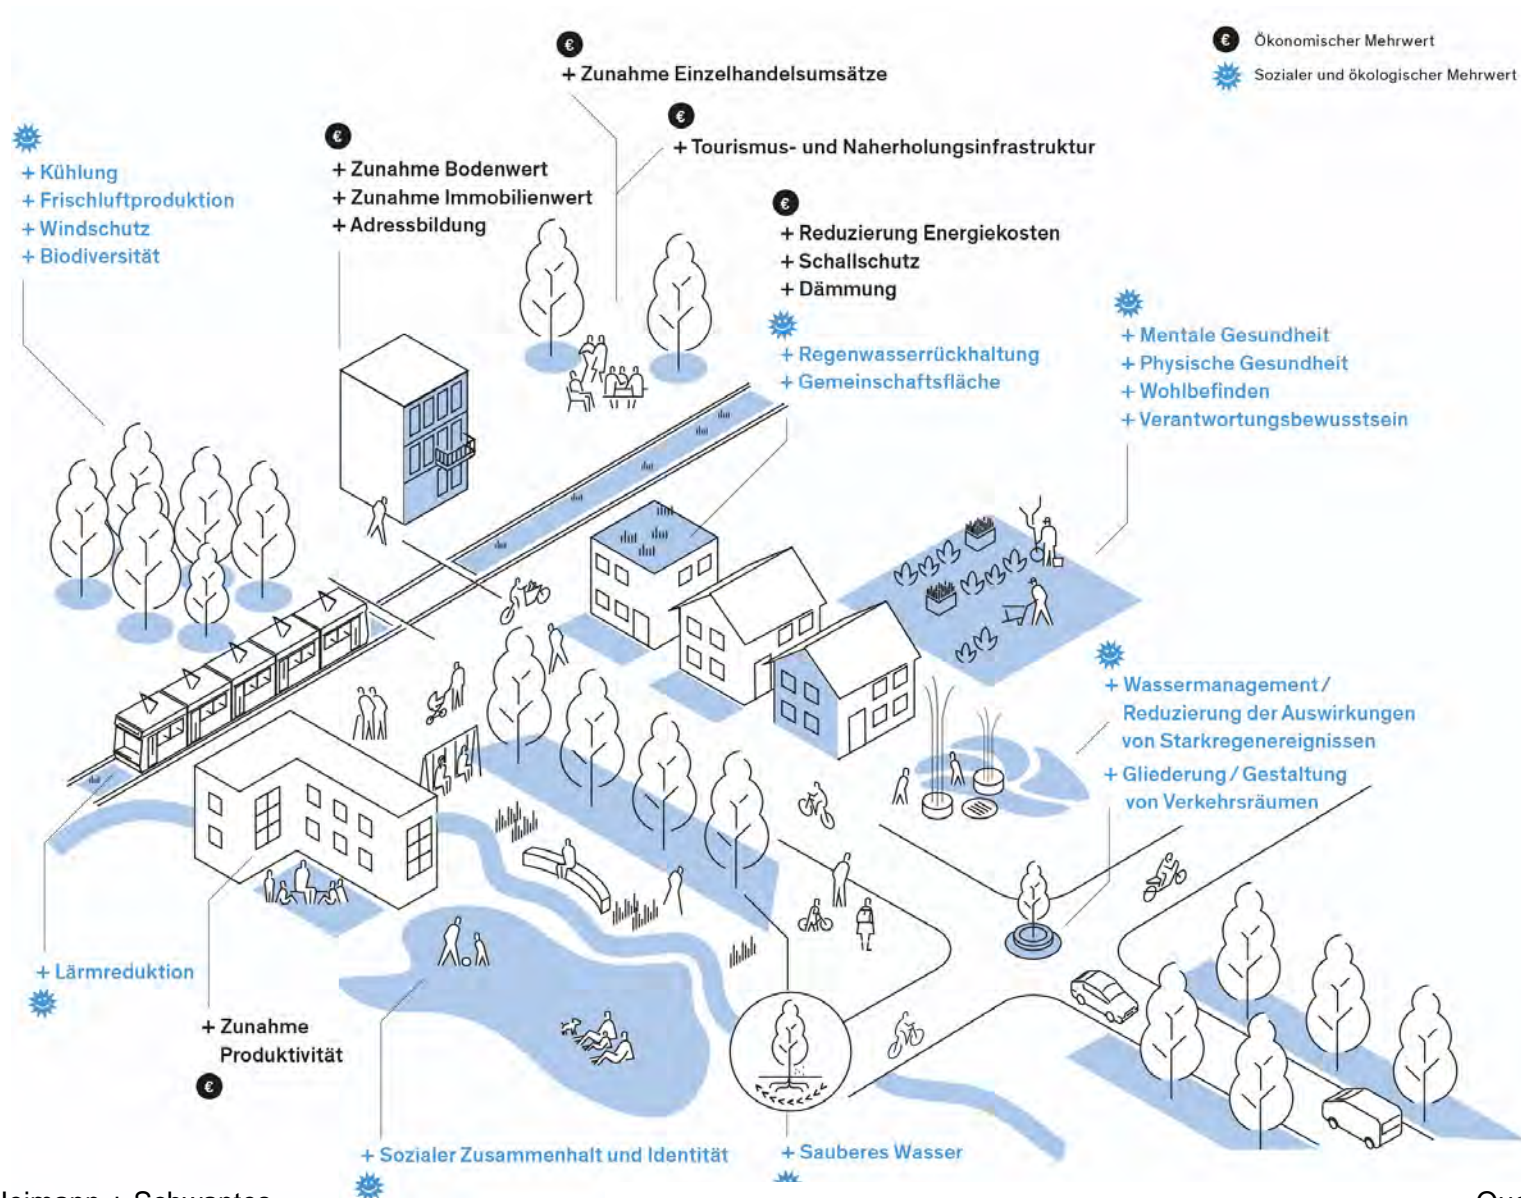 € Ökonomischer Mehrwert
Sozialer und ökologischer Mehrwert
€
+ Zunahme Einzelhandelsumsätze
€
+ Tourismus- und Naherholungsinfrastruktur
+ Kühlung
+ Frischluftproduktion
+ Windschutz
+ Biodiversität
€
+ Zunahme Bodenwert
+ Zunahme Immobilienwert
+ Adressbildung
€
+ Reduzierung Energiekosten
+ Schallschutz
+ Dämmung
+ Regenwasserrückhaltung
+ Gemeinschaftsfläche
+ Mentale Gesundheit
+ Physische Gesundheit
+ Wohlbefinden
+ Verantwortungsbewusstsein
+ Wassermanagement /
Reduzierung der Auswirkungen
von Starkregenereignissen
+ Gliederung / Gestaltung
von Verkehrsräumen
+ Lärmreduktion
+ Zunahme
Produktivität
€
+ Sozialer Zusammenhalt und Identität
+ Sauberes Wasser